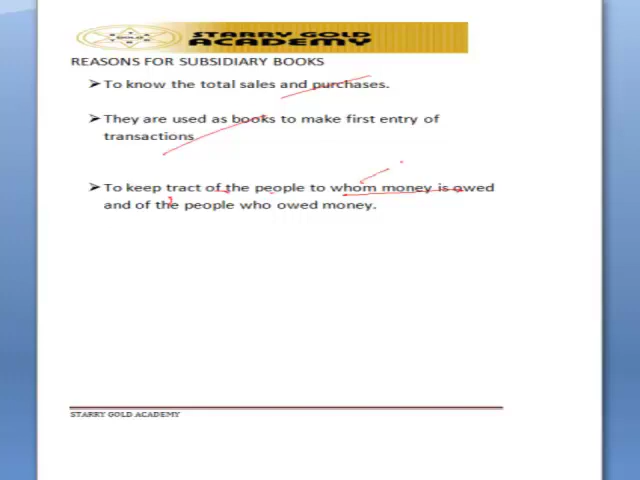 STARRY GOLD
ACADEMY
REASONS FOR SUBSIDIARY BOOKS
➢ To know the total sales and purchases.
➢ They are used as books to make first entry of
transactions
➢ To keep tract of the people to whom money is owed
and of the people who owed money.
STARRY GOLD ACADEMY